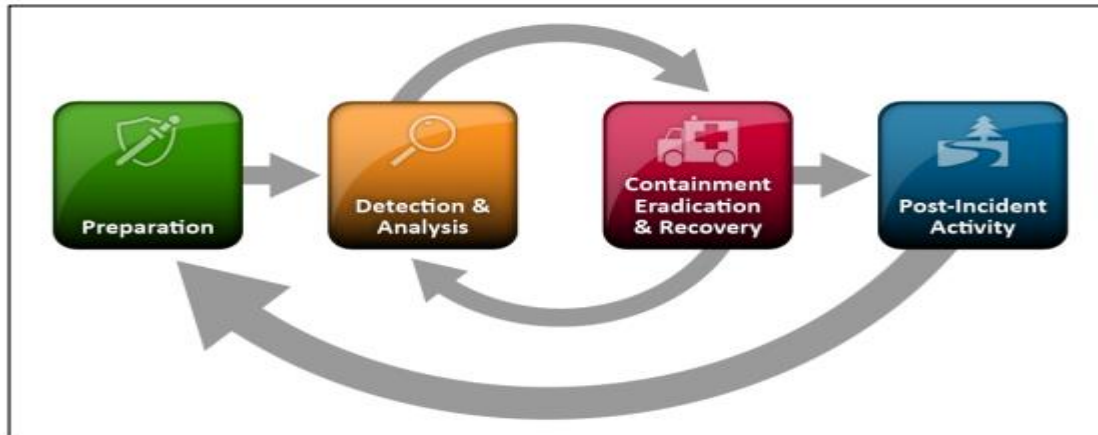 Preparation
Detection &
Analysis
Containment
Eradication
& Recovery
Post-Incident
Activity